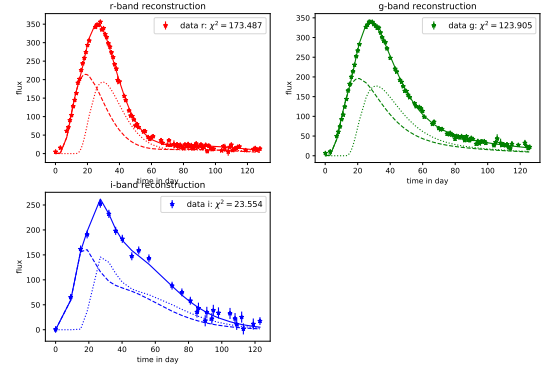 r-band reconstruction
flux
350
300
250
200
150
100
50
0
data r: χ² = 173.487
0 20 40 60 80 100 120
time in day
g-band reconstruction
flux
350
300
250
200
150
100
50
0
data g: χ² = 123.905
0 20 40 60 80 100 120
time in day
i-band reconstruction
flux
300
250
200
150
100
50
0
data i: χ² = 23.554
0 20 40 60 80 100 120
time in day